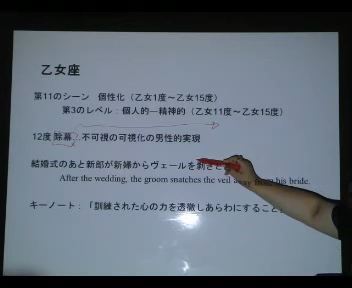 乙女座
第11のシーン：個性化（乙女1度～乙女15度）
第3のレベル：個人的―精神的（乙女11度～乙女15度）
12度 除幕：不可視の可視化の男性的実現
結婚式のあと新郎が新婦からヴェールを剥ぎと
After the wedding, the groom snatches the veil away from his bride.
キーノート：「訓練された心の力を透徹しあらわにすること」